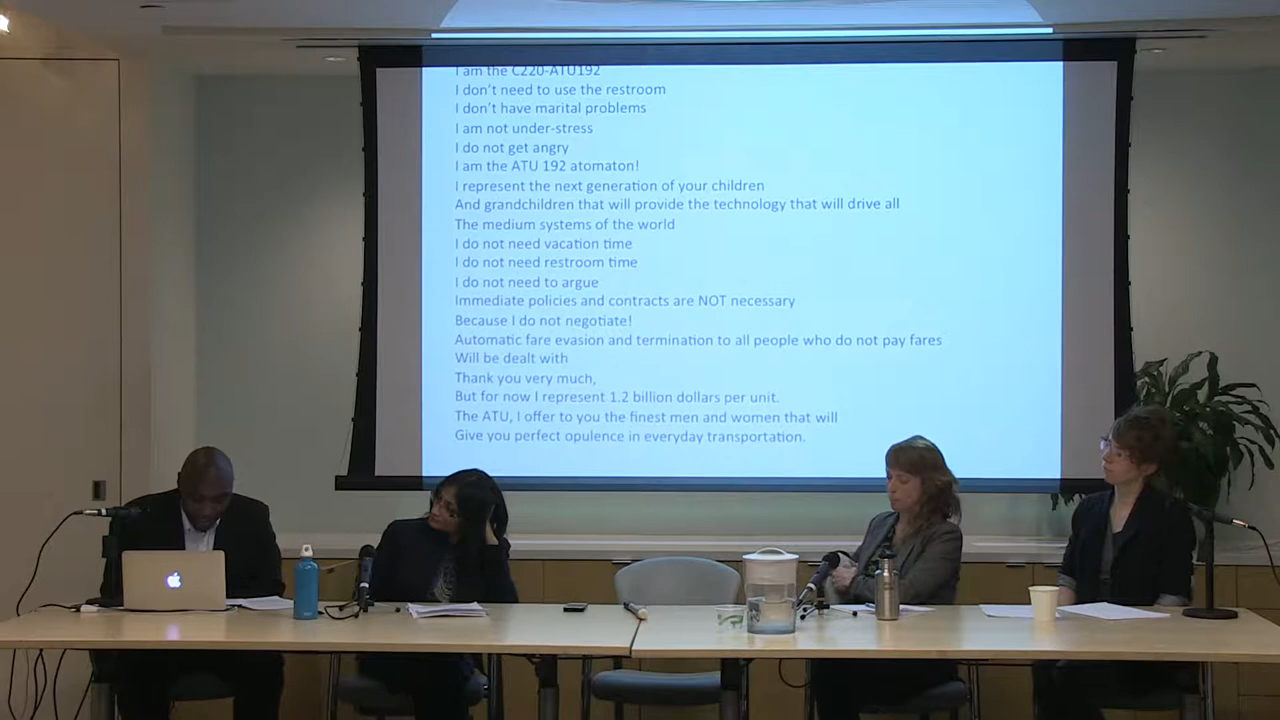 I am the C220-ATU192
I don't need to use the restroom
I don't have marital problems
I am not under-stress
I do not get angry
I am the ATU 192 atomaton!
I represent the next generation of your children
And grandchildren that will provide the technology that will drive all
The medium systems of the world
I do not need vacation time
I do not need restroom time
I do not need to argue
Immediate policies and contracts are NOT necessary
Because I do not negotiate!
Automatic fare evasion and termination to all people who do not pay fares
Will be dealt with
Thank you very much,
But for now I represent 1.2 billion dollars per unit.
The ATU, I offer to you the finest men and women that will
Give you perfect opulence in everyday transportation.